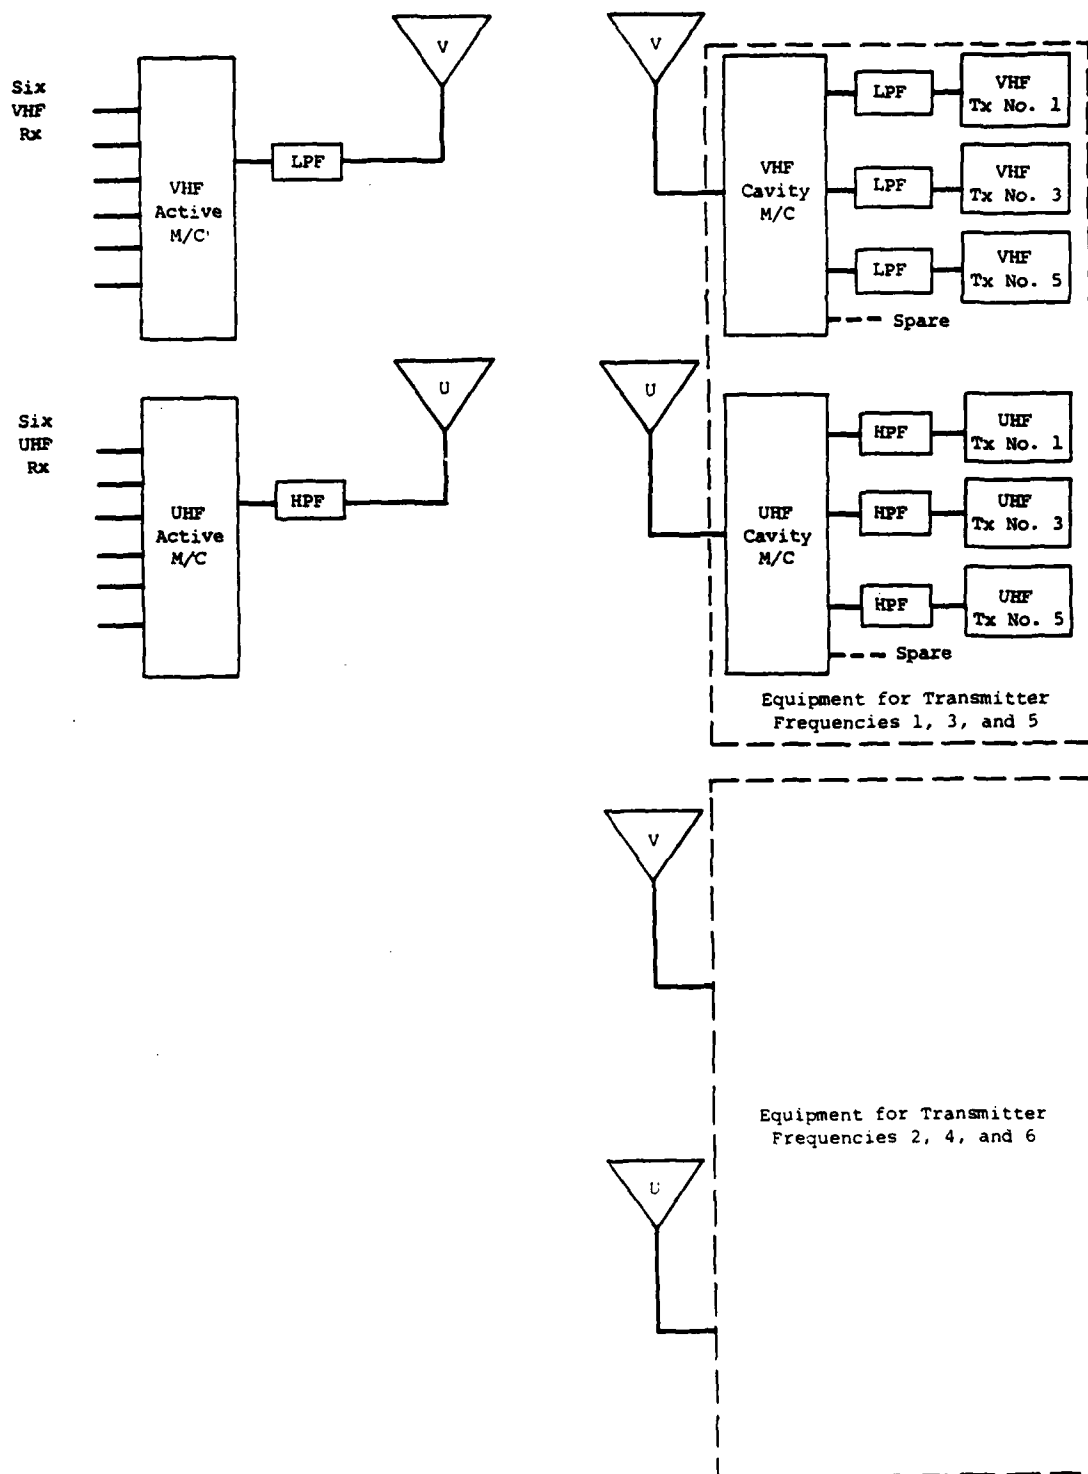 Six
VHF
Rx
VHF
Active
M/C
LPF
V
V
VHF
Cavity
M/C
LPF
VHF
Tx No. 1
LPF
VHF
Tx No. 3
LPF
VHF
Tx No. 5
Spare
Six
UHF
Rx
UHF
Active
M/C
HPF
U
U
UHF
Cavity
M/C
HPF
UHF
Tx No. 1
HPF
UHF
Tx No. 3
HPF
UHF
Tx No. 5
Spare
Equipment for Transmitter
Frequencies 1, 3, and 5
V
Equipment for Transmitter
Frequencies 2, 4, and 6
U